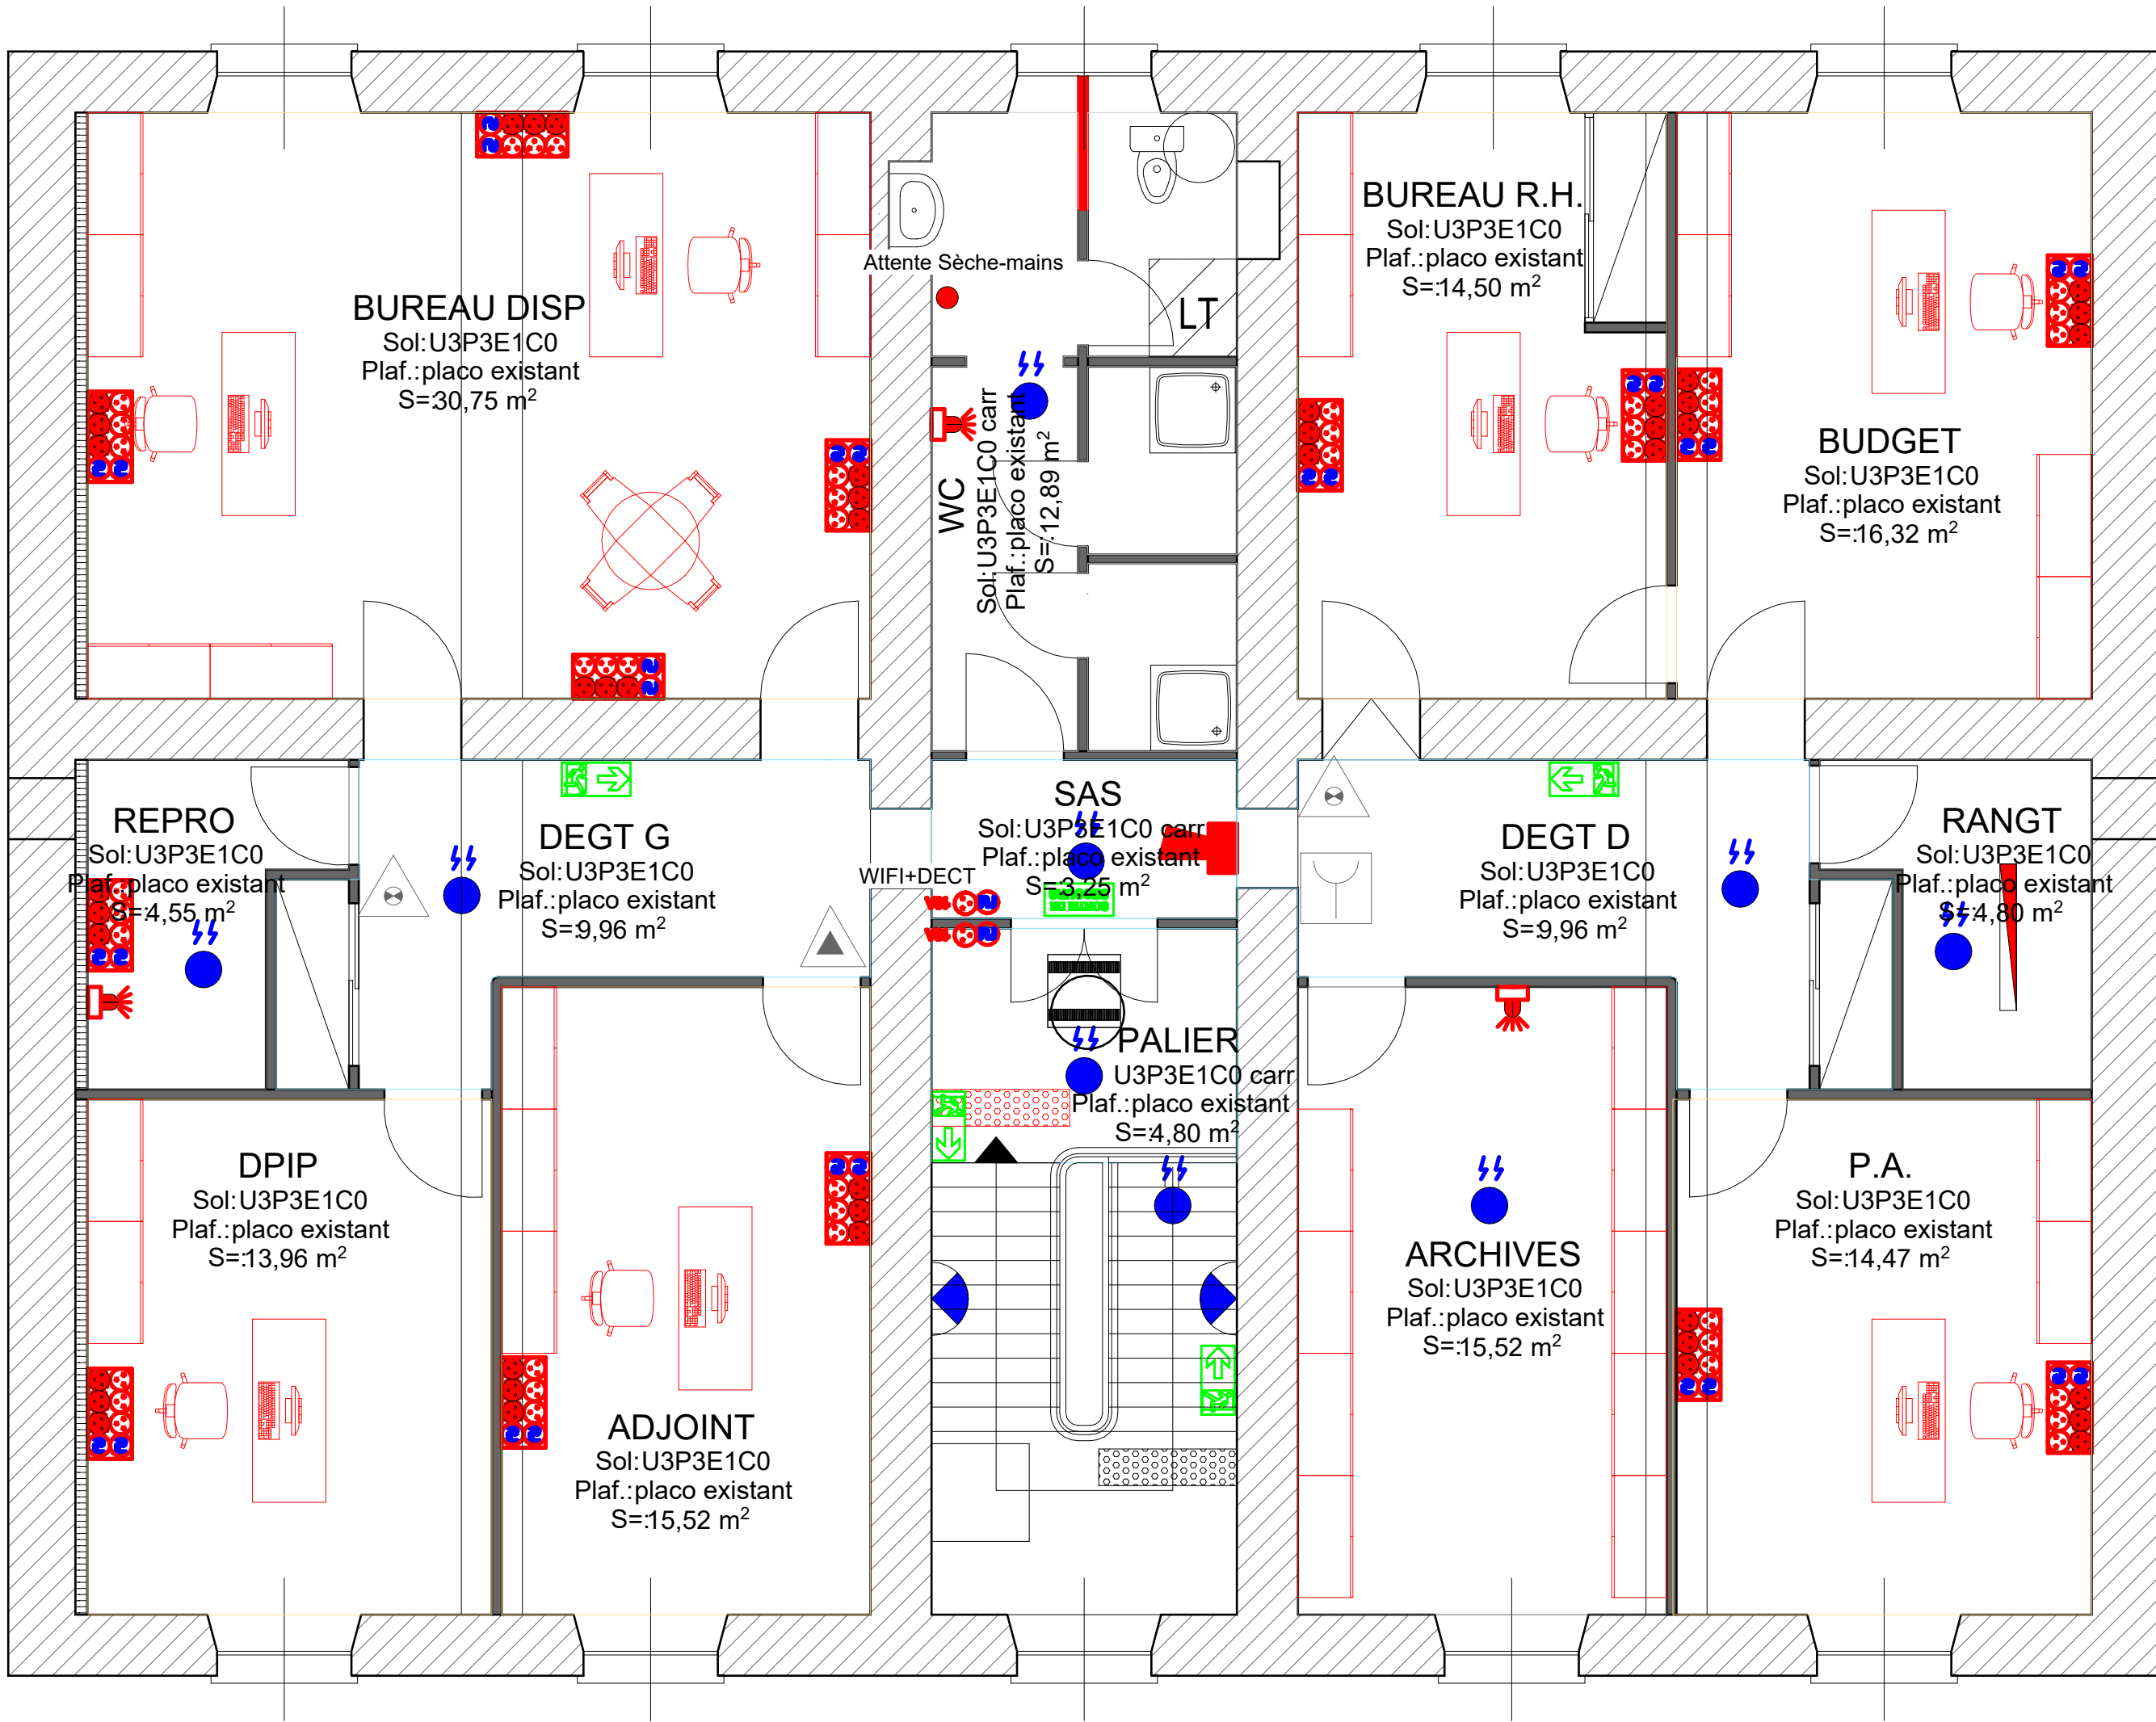 BUREAU DISP
Sol:U3P3E1C0
Plaf.:placo existant
S=:30,75 m²
Attente Sèche-mains
LT
WC
Sol:U3P3E1C0 carr
Plaf.:placo existant
S=:12,89 m²
BUREAU R.H.
Sol:U3P3E1C0
Plaf.:placo existant
S=:14,50 m²
BUDGET
Sol:U3P3E1C0
Plaf.:placo existant
S=:16,32 m²
REPRO
Sol:U3P3E1C0
Plaf.:placo existant
S=:4,55 m²
DEGT G
Sol:U3P3E1C0
Plaf.:placo existant
S=:9,96 m²
SAS
Sol:U3P3E1C0 carr
Plaf.:placo existant
S=:3,25 m²
WIFI+DECT
DEGT D
Sol:U3P3E1C0
Plaf.:placo existant
S=:9,96 m²
RANGT
Sol:U3P3E1C0
Plaf.:placo existant
S=:4,80 m²
PALIER
U3P3E1C0 carr
Plaf.:placo existant
S=:4,80 m²
DPIP
Sol:U3P3E1C0
Plaf.:placo existant
S=:13,96 m²
ADJOINT
Sol:U3P3E1C0
Plaf.:placo existant
S=:15,52 m²
ARCHIVES
Sol:U3P3E1C0
Plaf.:placo existant
S=:15,52 m²
P.A.
Sol:U3P3E1C0
Plaf.:placo existant
S=:14,47 m²